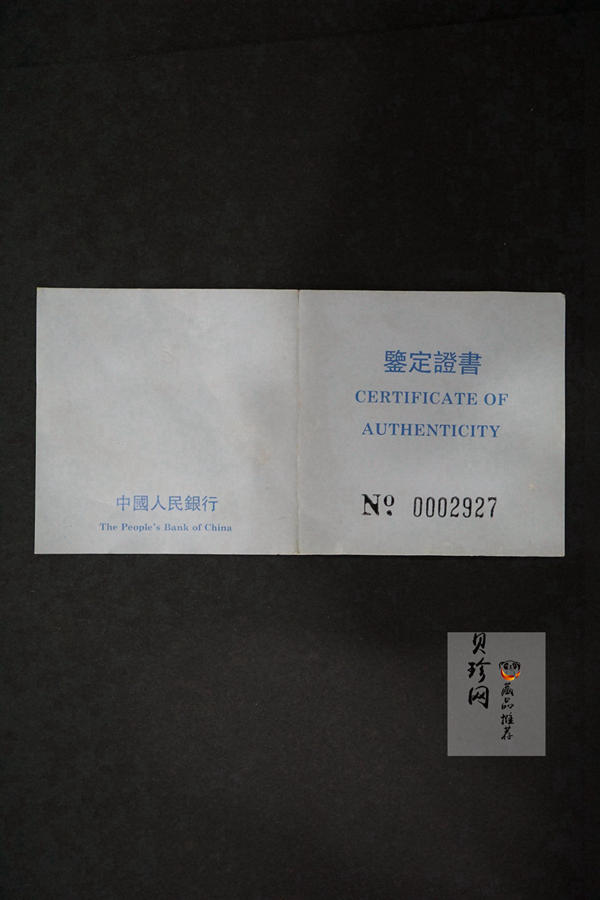 中國人民銀行
The People's Bank of China
鑒定證書
CERTIFICATE OF
AUTHENTICITY
Nº 0002927
贝珍网
藏品推荐